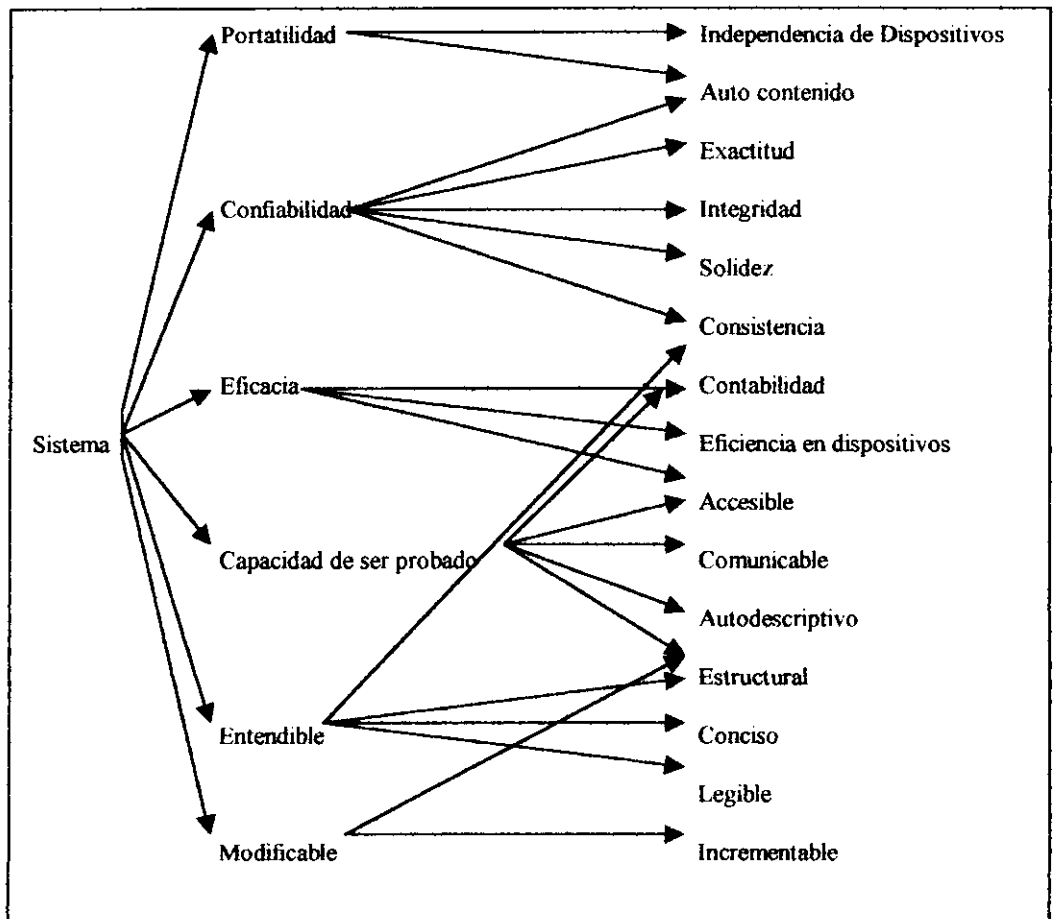 Portatilidad
Independencia de Dispositivos
Auto contenido
Exactitud
Confiabilidad
Integridad
Solidez
Consistencia
Eficacia
Contabilidad
Sistema
Eficiencia en dispositivos
Accesible
Capacidad de ser probado
Comunicable
Autodescriptivo
Estructural
Entendible
Conciso
Legible
Modificable
Incrementable